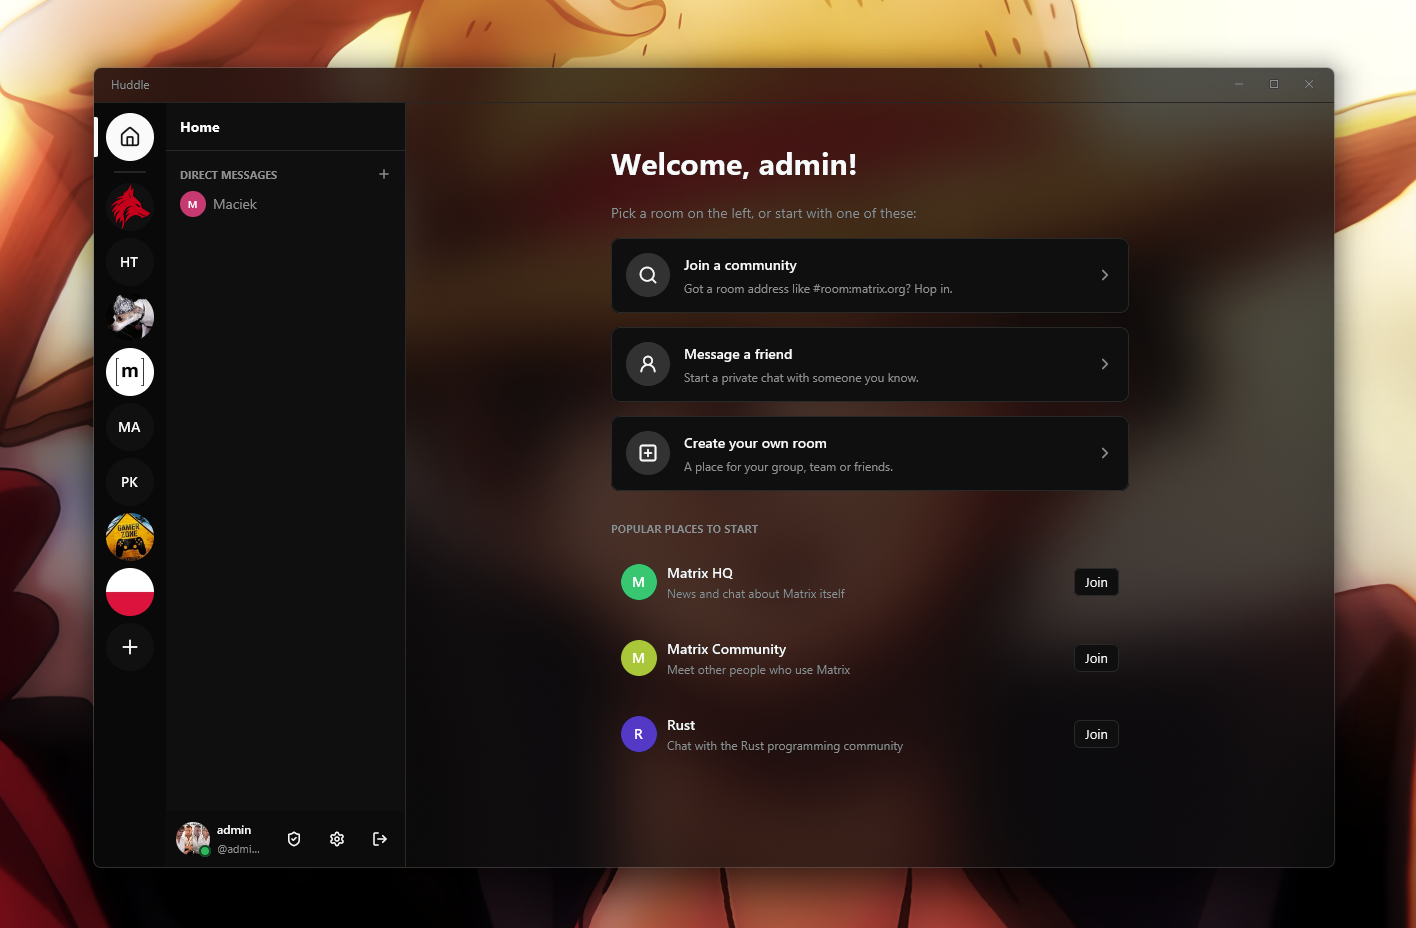 Huddle
Home
DIRECT MESSAGES
M Maciek
HT
[m]
MA
PK
GAMER
ZONE
admin
@admi...
Welcome, admin!
Pick a room on the left, or start with one of these:
Join a community
Got a room address like #room:matrix.org? Hop in.
Message a friend
Start a private chat with someone you know.
Create your own room
A place for your group, team or friends.
POPULAR PLACES TO START
M
Matrix HQ
News and chat about Matrix itself
Join
M
Matrix Community
Meet other people who use Matrix
Join
R
Rust
Chat with the Rust programming community
Join